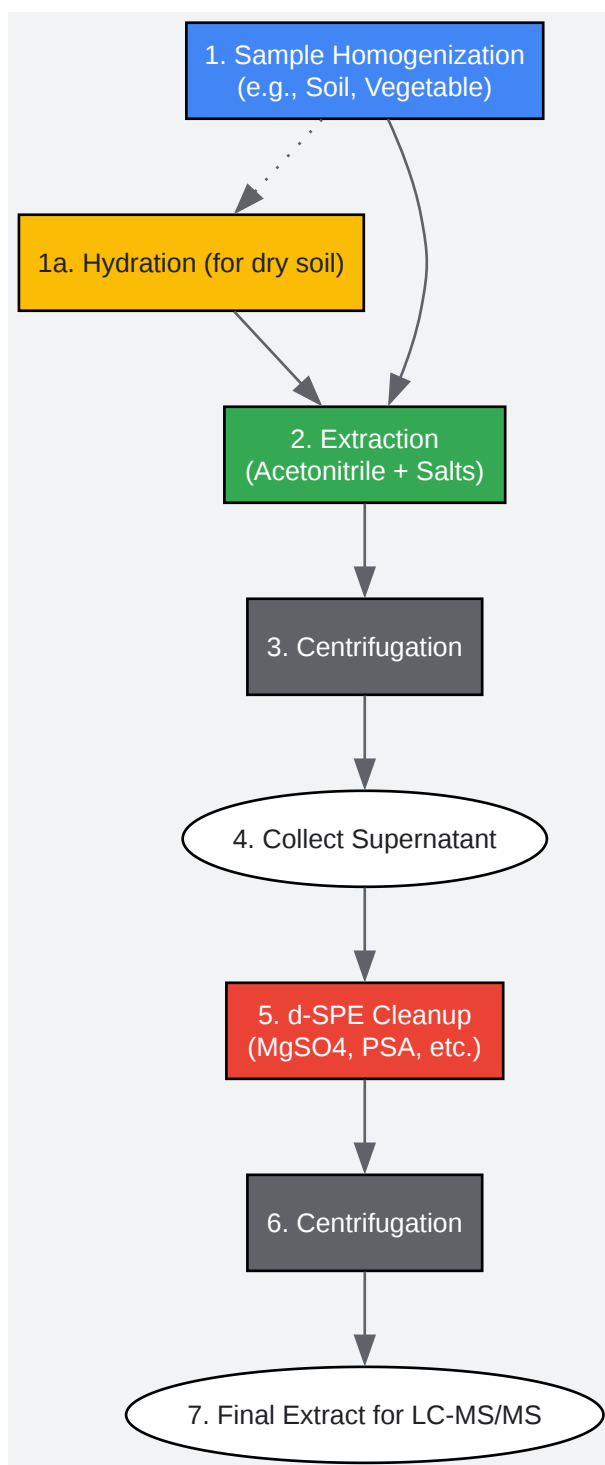 1. Sample Homogenization
(e.g., Soil, Vegetable)
1a. Hydration (for dry soil)
2. Extraction
(Acetonitrile + Salts)
3. Centrifugation
4. Collect Supernatant
5. d-SPE Cleanup
(MgSO4, PSA, etc.)
6. Centrifugation
7. Final Extract for LC-MS/MS